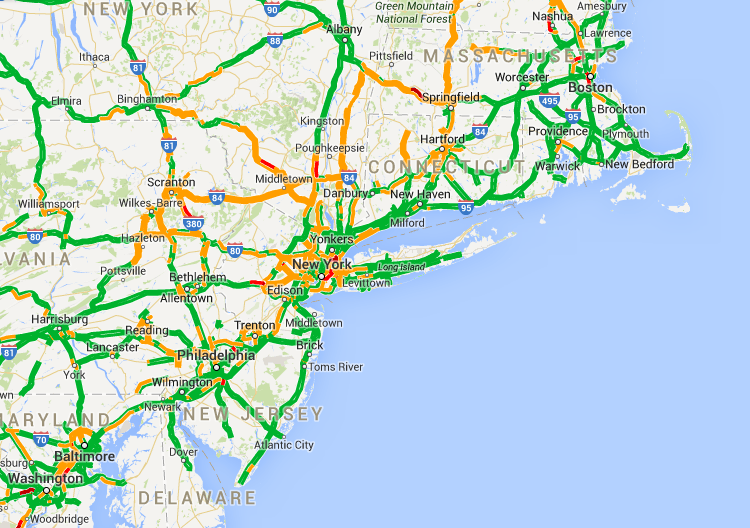 NEW YORK
90
Green Mountain
National Forest
Amesbury
Nashua
Lawrence
Albany
88
Ithaca
81
Pittsfield
MASSACHUSETTS
Worcester
Boston
Elmira
Binghamton
Springfield
495
Brockton
95
Kingston
Providence
Plymouth
84
Hartford
81
Poughkeepsie
CONNECTICUT
Warwick
New Bedford
Middletown
84
Scranton
84
Danbury
New Haven
Williamsport
Wilkes-Barre
95
380
Milford
80
Hazleton
80
Yonkers
LVANIA
Pottsville
New York
Long Island
Bethlehem
Levittown
Allentown
Edison
Harrisburg
Reading
Trenton
Middletown
81
Lancaster
Philadelphia
Brick
York
Toms River
Wilmington
Newark
NEW JERSEY
ARYLAND
70
Baltimore
Atlantic City
Dover
sburg
Washington
DELAWARE
Woodbridge